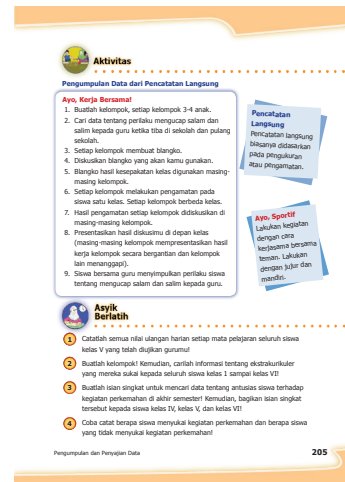 Aktivitas
Pengumpulan Data dari Pencatatan Langsung
Ayo, Kerja Bersama!
1. Buatlah kelompok, setiap kelompok 3-4 anak.
2. Cari data tentang perilaku mengucap salam dan
salim kepada guru ketika tiba di sekolah dan pulang
sekolah.
3. Setiap kelompok membuat blangko.
4. Diskusikan blangko yang akan kamu gunakan.
5. Blangko hasil kesepakatan kelas digunakan masing-
masing kelompok.
6. Setiap kelompok melakukan pengamatan pada
siswa satu kelas. Setiap kelompok berbeda kelas.
7. Hasil pengamatan setiap kelompok didiskusikan di
masing-masing kelompok.
8. Presentasikan hasil diskusimu di depan kelas
(masing-masing kelompok mempresentasikan hasil
kerja kelompok secara bergantian dan kelompok
lain menanggapi).
9. Siswa bersama guru menyimpulkan perilaku siswa
tentang mengucap salam dan salim kepada guru.
Pencatatan
Langsung
Pencatatan langsung
biasanya didasarkan
pada pengukuran
atau pengamatan.
Ayo, Sportif
Lakukan kegiatan
dengan cara
kerjasama bersama
teman. Lakukan
dengan jujur dan
mandiri.
Asyik
Berlatih
1 Catatlah semua nilai ulangan harian setiap mata pelajaran seluruh siswa
kelas V yang telah diujikan gurumu!
2 Buatlah kelompok! Kemudian, carilah informasi tentang ekstrakurikuler
yang mereka sukai kepada seluruh siswa kelas 1 sampai kelas VI!
3 Buatlah isian singkat untuk mencari data tentang antusias siswa terhadap
kegiatan perkemahan di akhir semester! Kemudian, bagikan isian singkat
tersebut kepada siswa kelas IV, kelas V, dan kelas VI!
4 Coba catat berapa siswa menyukai kegiatan perkemahan dan berapa siswa
yang tidak menyukai kegiatan perkemahan!
Pengumpulan dan Penyajian Data
205